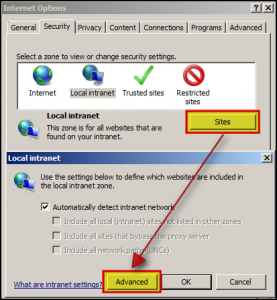 Internet Options
General Security Privacy Content Connections Programs Advanced
Select a zone to view or change security settings.
Internet Local intranet Trusted sites Restricted
sites
Local intranet
Sites
This zone is for all websites that are
found on your intranet.
Local intranet
Use the settings below to define which websites are included in
the local intranet zone.
Automatically detect intranet network
Include all local (intranet) sites not listed in other zones
Include all sites that bypass the proxy server
Include all network paths (UNCs)
What are intranet settings? Advanced OK Cancel